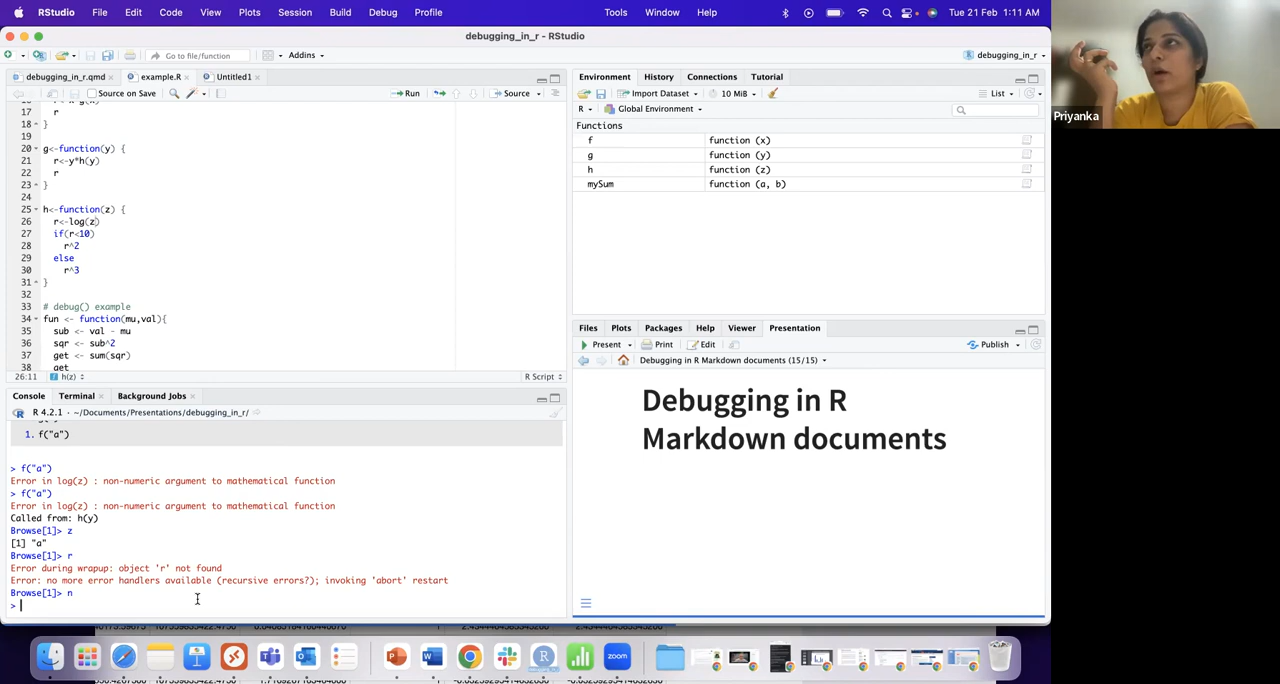 RStudio File Edit Code View Plots Session Build Debug Profile Tools Window Help Tue 21 Feb 1:11 AM
debugging_in_r - RStudio
Go to file/function Addins debugging_in_r
debugging_in_r.qmd example.R Untitled1
Source on Save Run Source
17 r
18 }
19
20 g<-function(y) {
21 r<-y*h(y)
22 r
23 }
24
25 h<-function(z) {
26 r<-log(z)
27 if(r<10)
28 r^2
29 else
30 r^3
31 }
32
33 # debug() example
34 fun <- function(mu,val){
35 sub <- val - mu
36 sqr <- sub^2
37 get <- sum(sqr)
38 get
26:11 h(z) R Script
Console Terminal Background Jobs
R 4.2.1 · ~/Documents/Presentations/debugging_in_r/
1. f("a")
> f("a")
Error in log(z) : non-numeric argument to mathematical function
> f("a")
Error in log(z) : non-numeric argument to mathematical function
Called from: h(y)
Browse[1]> z
[1] "a"
Browse[1]> r
Error during wrapup: object 'r' not found
Error: no more error handlers available (recursive errors?); invoking 'abort' restart
Browse[1]> n
>
Environment History Connections Tutorial
Import Dataset 10 MiB List
R Global Environment
Functions
f function (x)
g function (y)
h function (z)
mySum function (a, b)
Files Plots Packages Help Viewer Presentation
Present Print Edit Publish
Debugging in R Markdown documents (15/15)
Debugging in R
Markdown documents
zoom
Priyanka